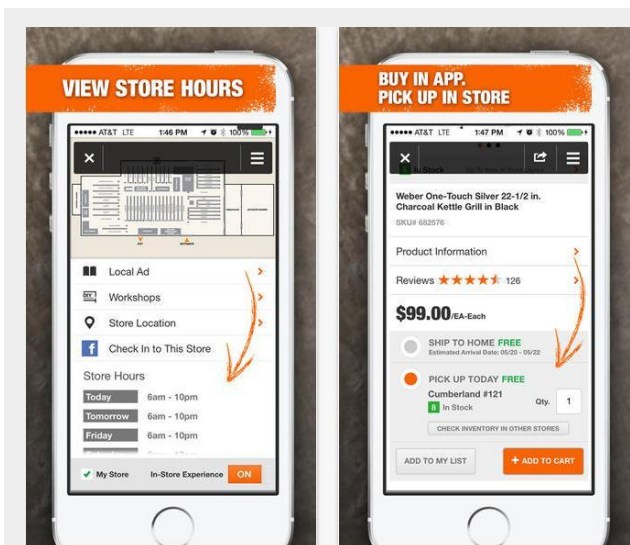 VIEW STORE HOURS
AT&T LTE 1:46 PM 100%
Local Ad
DIY
Workshops
Store Location
f Check In to This Store
Store Hours
Today 6am - 10pm
Tomorrow 6am - 10pm
Friday 6am - 10pm
My Store In-Store Experience ON
BUY IN APP.
PICK UP IN STORE
AT&T LTE 1:47 PM 100%
In Stock
Weber One-Touch Silver 22-1/2 in.
Charcoal Kettle Grill in Black
SKU# 682576
Product Information
Reviews 126
$99.00/EA-Each
SHIP TO HOME FREE
Estimated Arrival Date: 05/20 - 05/22
PICK UP TODAY FREE
Cumberland #121
8 In Stock
Qty. 1
CHECK INVENTORY IN OTHER STORES
ADD TO MY LIST
+ ADD TO CART